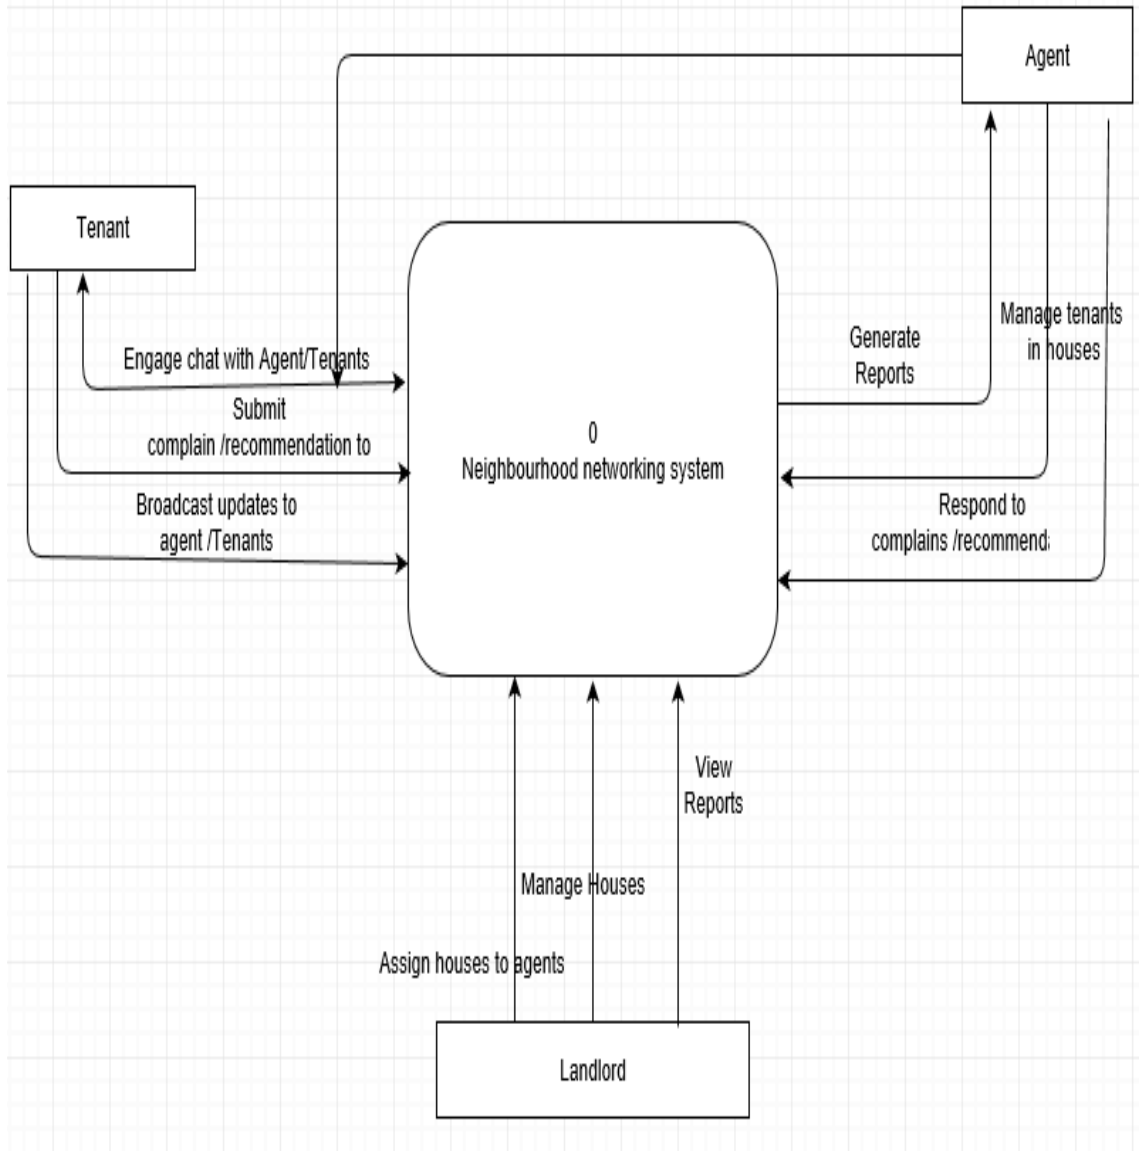 Agent
Tenant
Engage chat with Agent/Tenants
Submit
complain /recommendation to
Broadcast updates to
agent /Tenants
0
Neighbourhood networking system
Generate
Reports
Manage tenants
in houses
Respond to
complains /recommend
View
Reports
Manage Houses
Assign houses to agents
Landlord